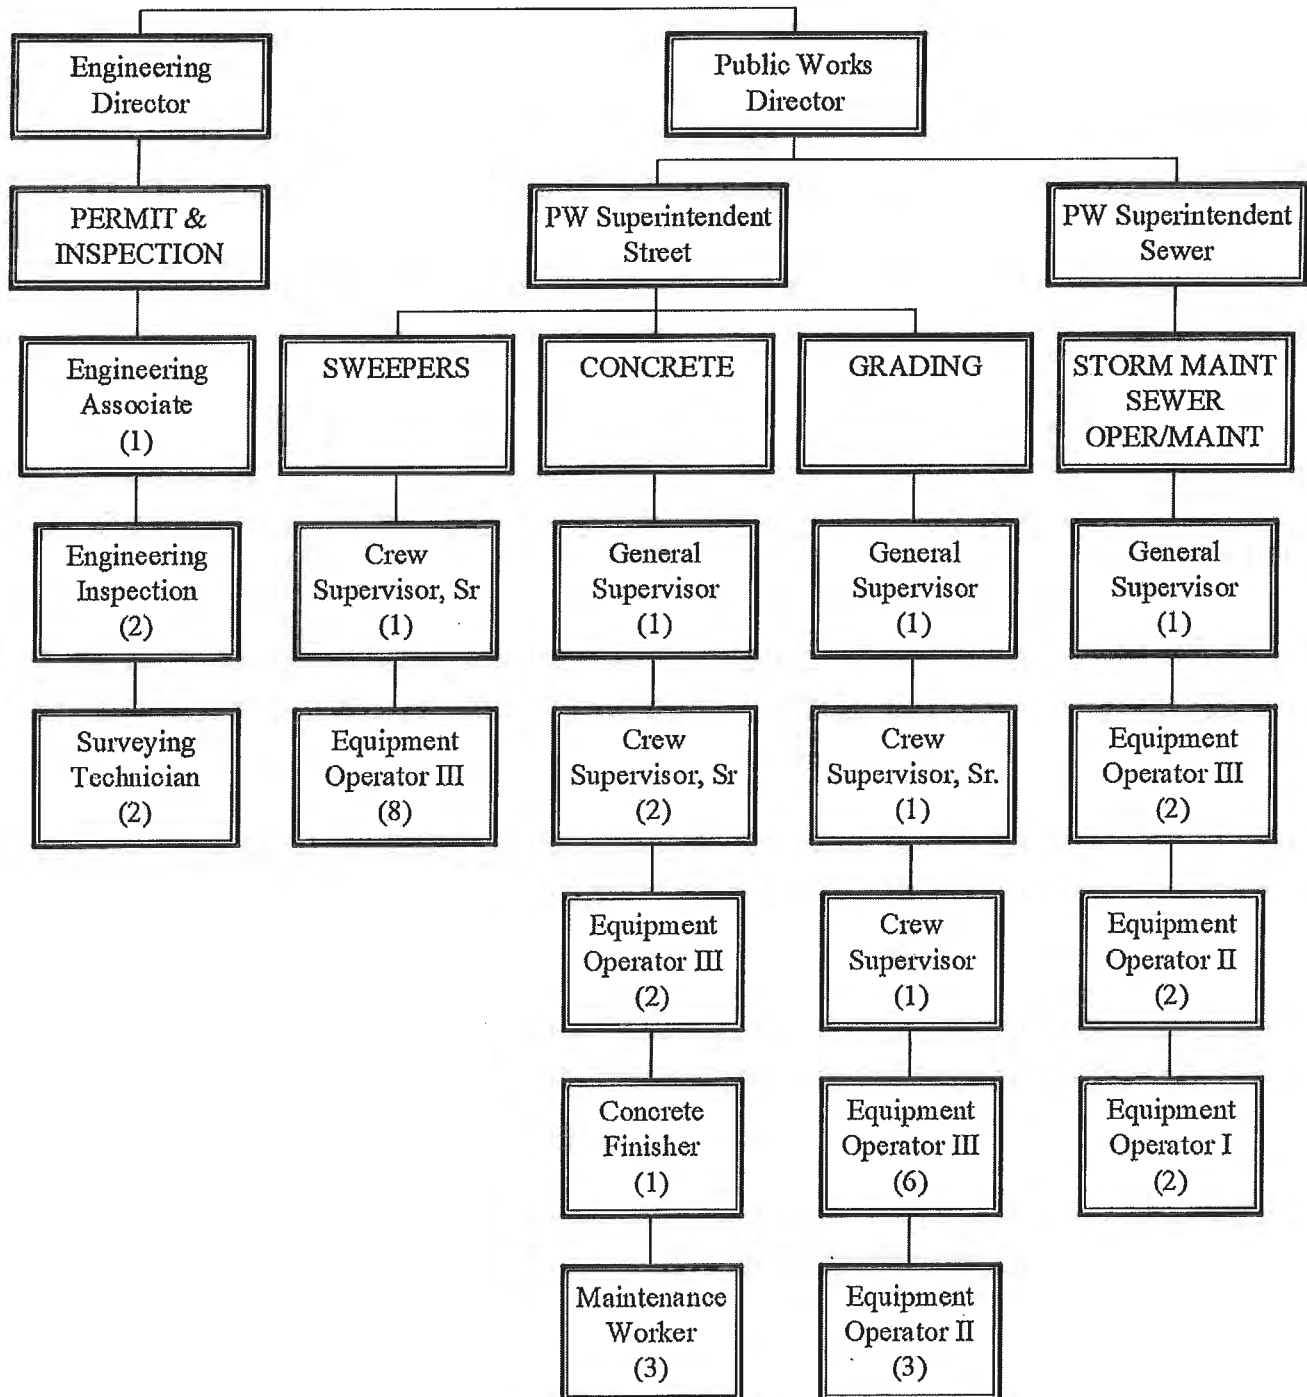 Engineering
Director
Public Works
Director
PERMIT &
INSPECTION
PW Superintendent
Street
PW Superintendent
Sewer
Engineering
Associate
(1)
SWEEPERS
CONCRETE
GRADING
STORM MAINT
SEWER
OPER/MAINT
Engineering
Inspection
(2)
Crew
Supervisor, Sr
(1)
General
Supervisor
(1)
General
Supervisor
(1)
General
Supervisor
(1)
Surveying
Technician
(2)
Equipment
Operator III
(8)
Crew
Supervisor, Sr
(2)
Crew
Supervisor, Sr.
(1)
Equipment
Operator III
(2)
Equipment
Operator III
(2)
Crew
Supervisor
(1)
Equipment
Operator II
(2)
Concrete
Finisher
(1)
Equipment
Operator III
(6)
Equipment
Operator I
(2)
Maintenance
Worker
(3)
Equipment
Operator II
(3)